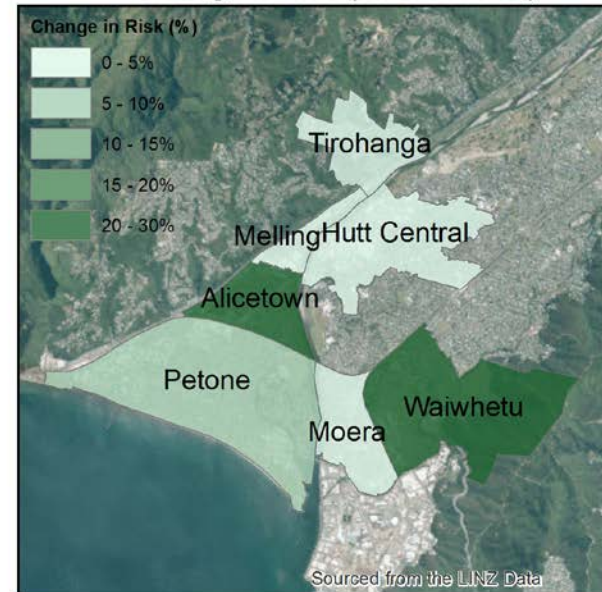 Change in Risk (%)
0 - 5%
5 - 10%
10 - 15%
15 - 20%
20 - 30%
Tirohanga
Melling
Hutt Central
Alicetown
Petone
Waiwhetu
Moera
Sourced from the LINZ Data